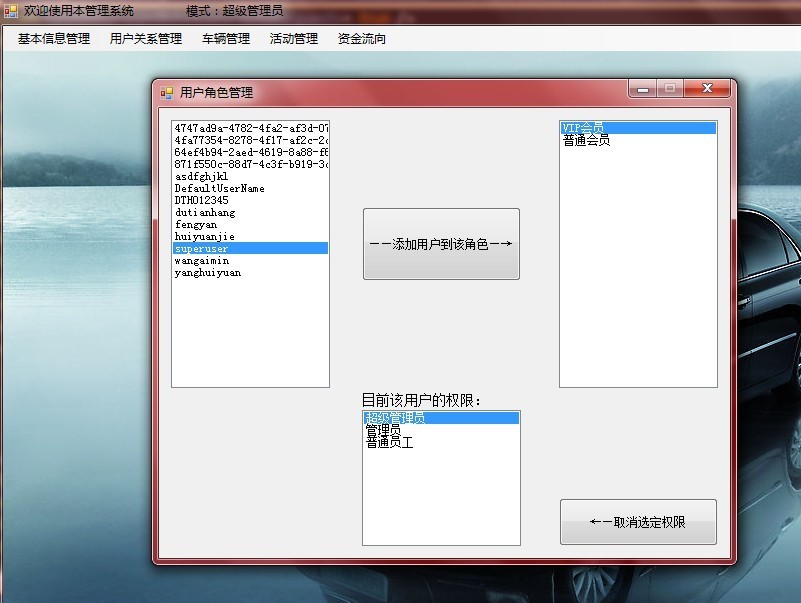 欢迎使用本管理系统 模式：超级管理员
基本信息管理 用户关系管理 车辆管理 活动管理 资金流向
用户角色管理
4747ad9a-4782-4fa2-af3d-07
4fa77354-8278-4f17-af2c-2
64ef4b94-2aed-4619-8a88-f
871f550c-88d7-4c3f-b919-3
asdfghjkl
DefaultUserName
DTH012345
dutianhang
fengyan
huiyuanjie
superuser
wangaimin
yanghuiyuan
——添加用户到该角色—→
VIP会员
普通会员
目前该用户的权限：
超级管理员
管理员
普通员工
←—取消选定权限